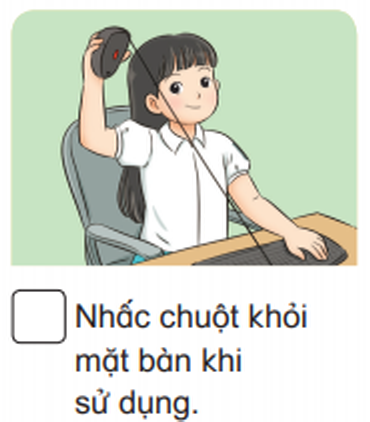 Nhấc chuột khỏi
mặt bàn khi
sử dụng.